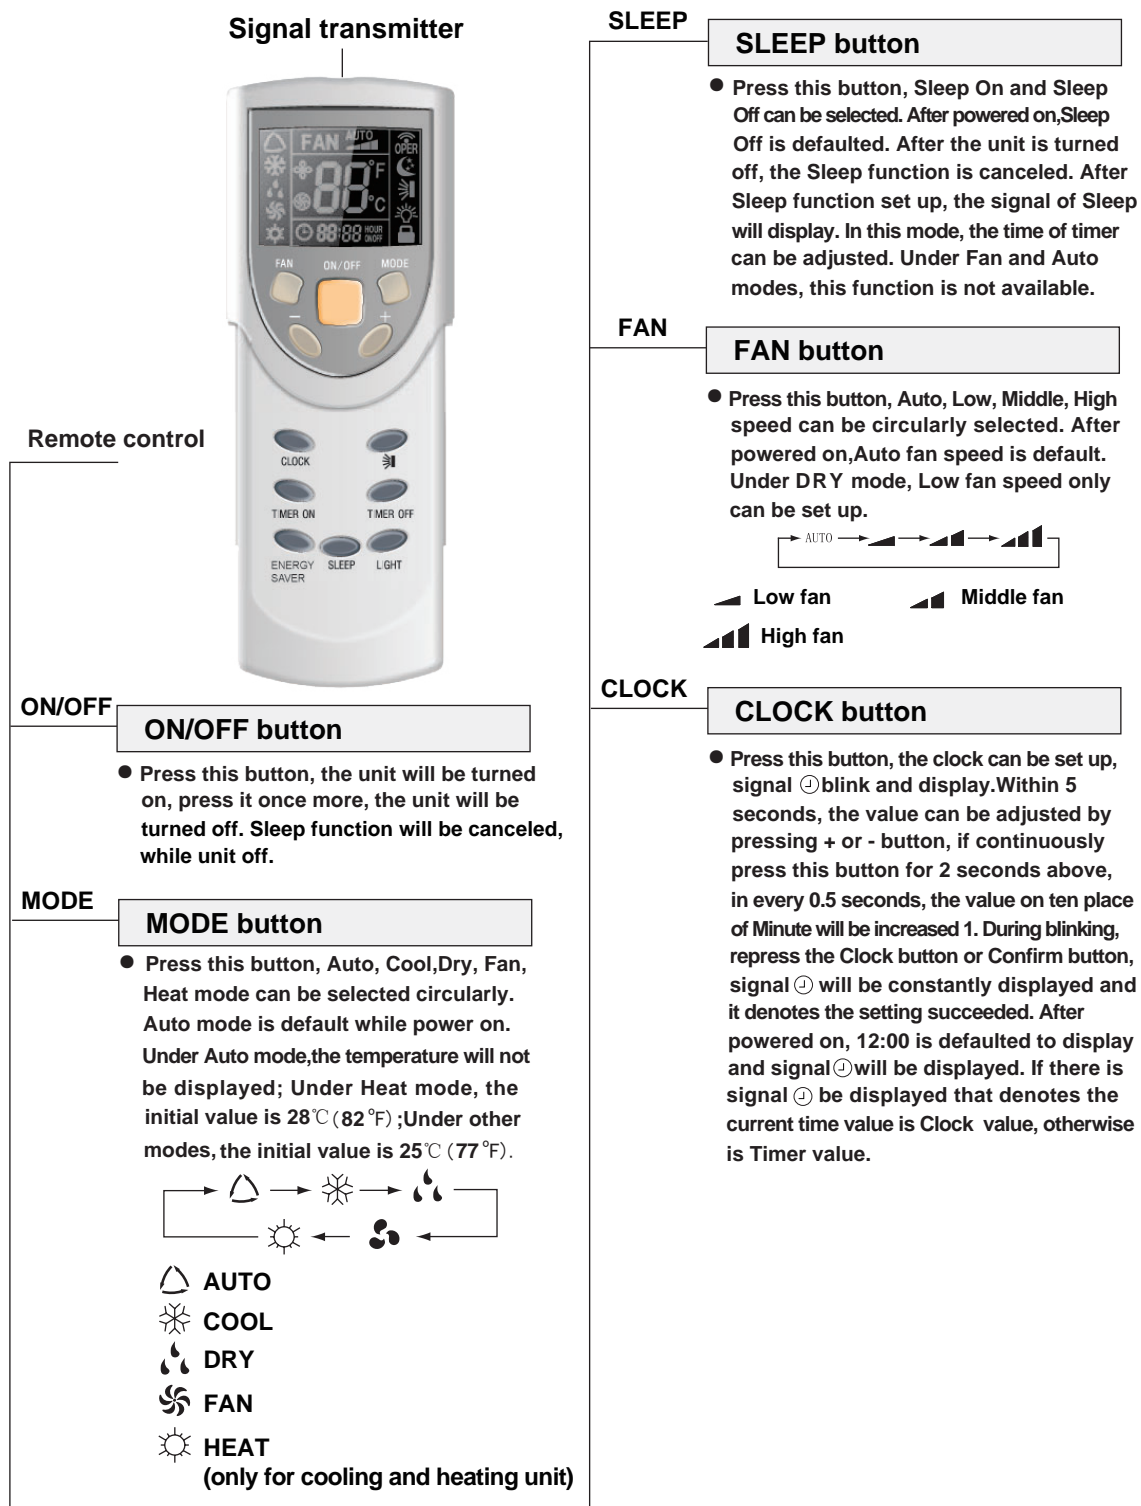 Signal transmitter
FAN AUTO
OPER
88 °F
°C
88:88 HOUR
ON/OFF
FAN ON/OFF MODE
- +
Remote control
CLOCK
TIMER ON TIMER OFF
ENERGY SLEEP LIGHT
SAVER
ON/OFF
ON/OFF button
● Press this button, the unit will be turned
on, press it once more, the unit will be
turned off. Sleep function will be canceled,
while unit off.
MODE
MODE button
● Press this button, Auto, Cool,Dry, Fan,
Heat mode can be selected circularly.
Auto mode is default while power on.
Under Auto mode,the temperature will not
be displayed; Under Heat mode, the
initial value is 28℃(82°F) ;Under other
modes, the initial value is 25℃ (77°F).
AUTO
COOL
DRY
FAN
HEAT
(only for cooling and heating unit)
SLEEP
SLEEP button
● Press this button, Sleep On and Sleep
Off can be selected. After powered on,Sleep
Off is defaulted. After the unit is turned
off, the Sleep function is canceled. After
Sleep function set up, the signal of Sleep
will display. In this mode, the time of timer
can be adjusted. Under Fan and Auto
modes, this function is not available.
FAN
FAN button
● Press this button, Auto, Low, Middle, High
speed can be circularly selected. After
powered on,Auto fan speed is default.
Under DRY mode, Low fan speed only
can be set up.
AUTO
Low fan Middle fan
High fan
CLOCK
CLOCK button
● Press this button, the clock can be set up,
signal blink and display.Within 5
seconds, the value can be adjusted by
pressing + or - button, if continuously
press this button for 2 seconds above,
in every 0.5 seconds, the value on ten place
of Minute will be increased 1. During blinking,
repress the Clock button or Confirm button,
signal will be constantly displayed and
it denotes the setting succeeded. After
powered on, 12:00 is defaulted to display
and signal will be displayed. If there is
signal be displayed that denotes the
current time value is Clock value, otherwise
is Timer value.